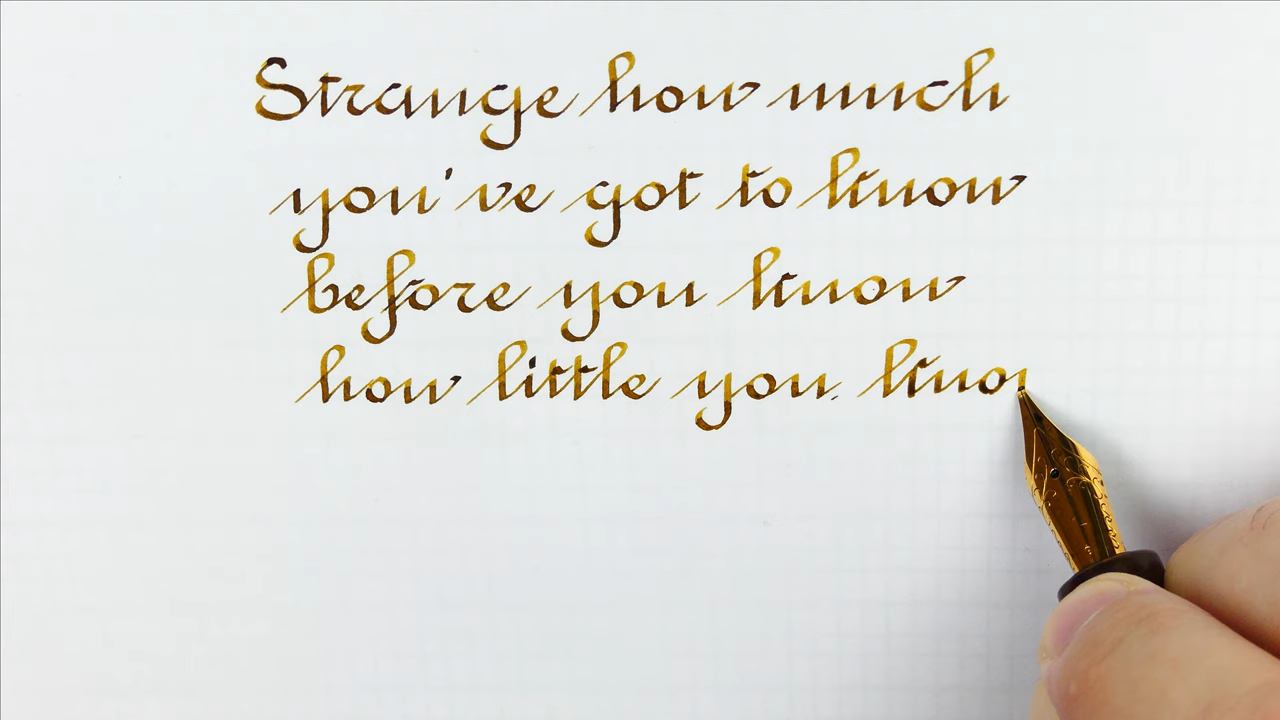 Strange how much
you've got to know
before you know
how little you kno